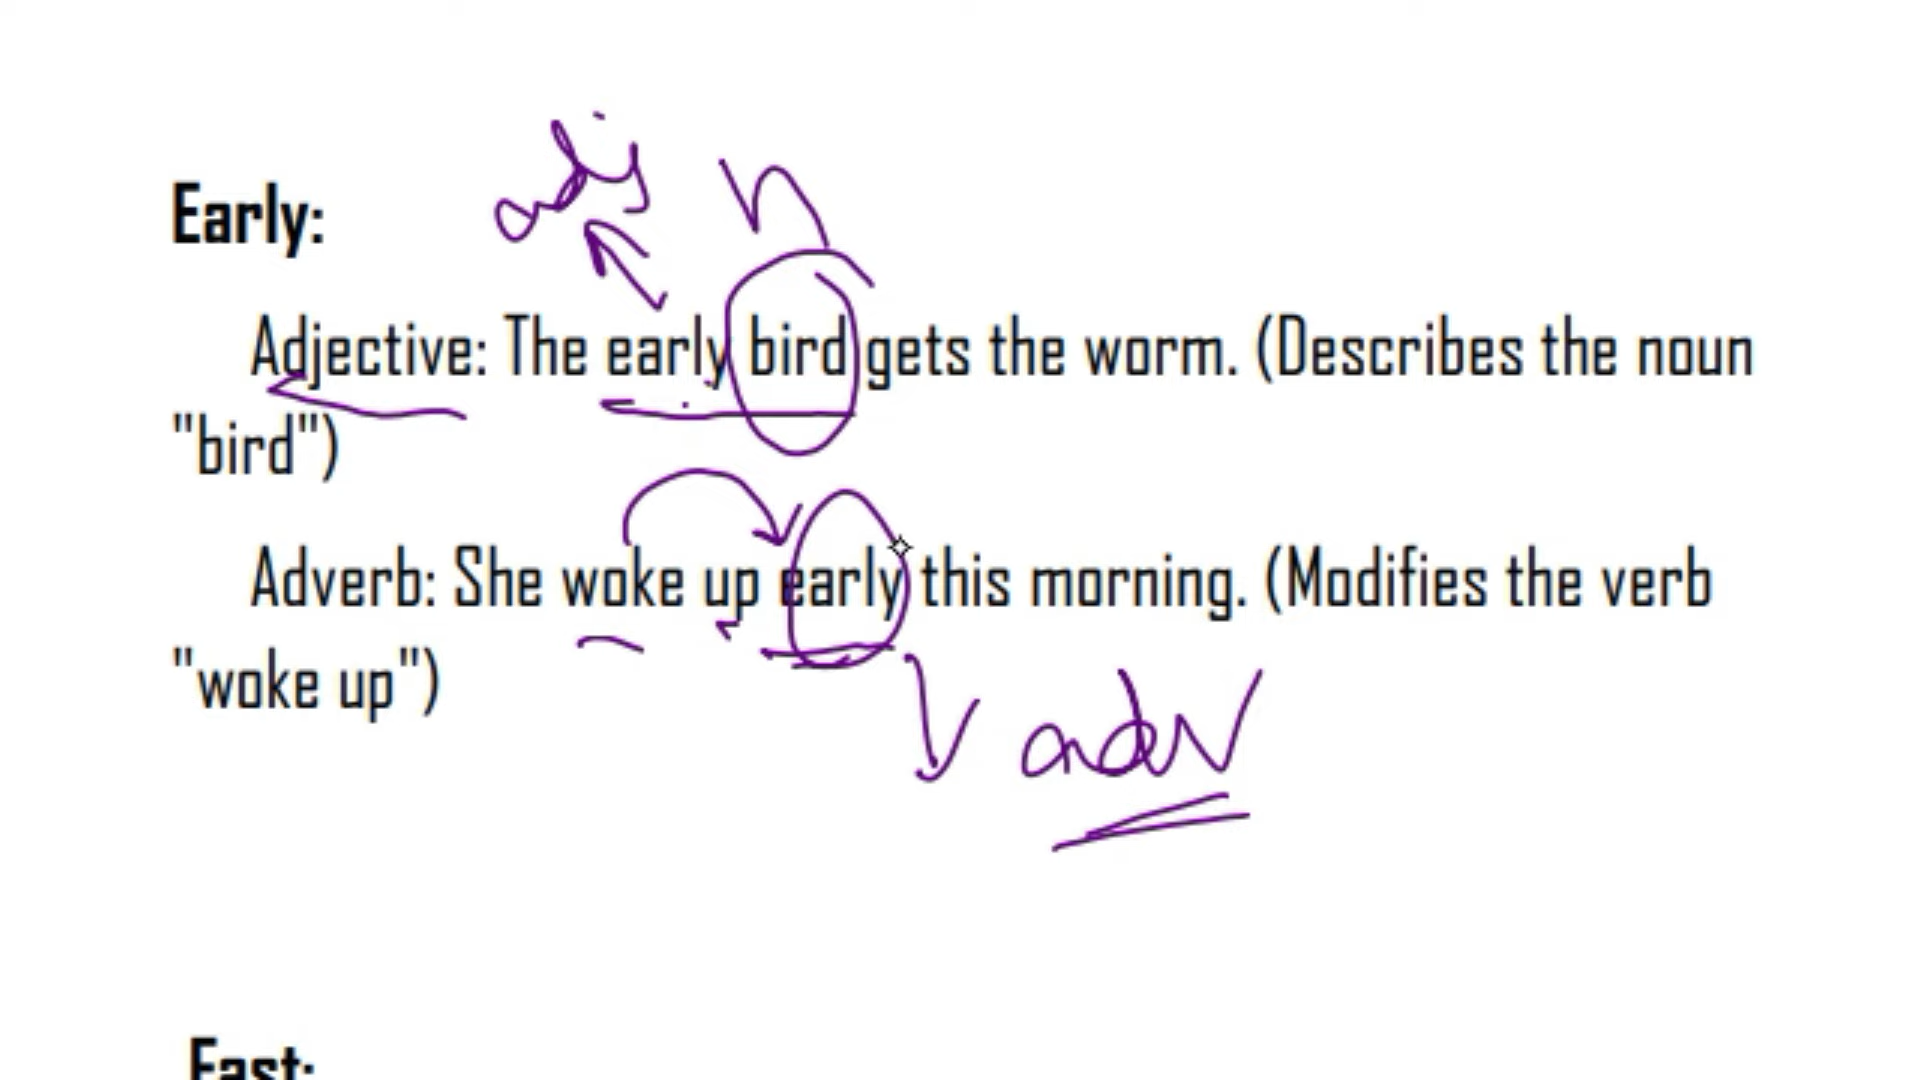 adj n
Early:
Adjective: The early bird gets the worm. (Describes the noun
"bird")
Adverb: She woke up early this morning. (Modifies the verb
"woke up")
adv